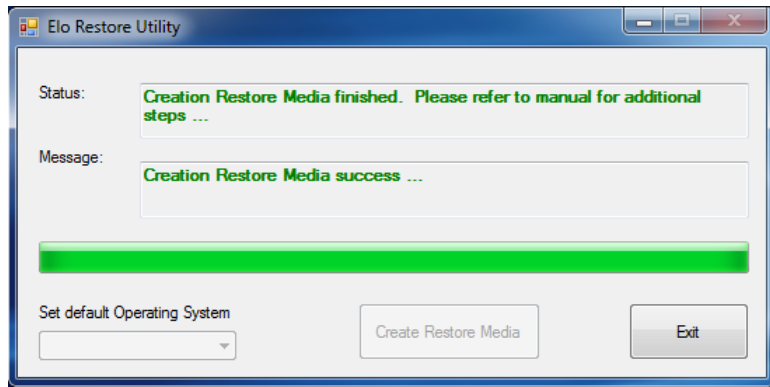 Elo Restore Utility
Status:
Creation Restore Media finished.  Please refer to manual for additional
steps ...
Message:
Creation Restore Media success ...
Set default Operating System
Create Restore Media
Exit